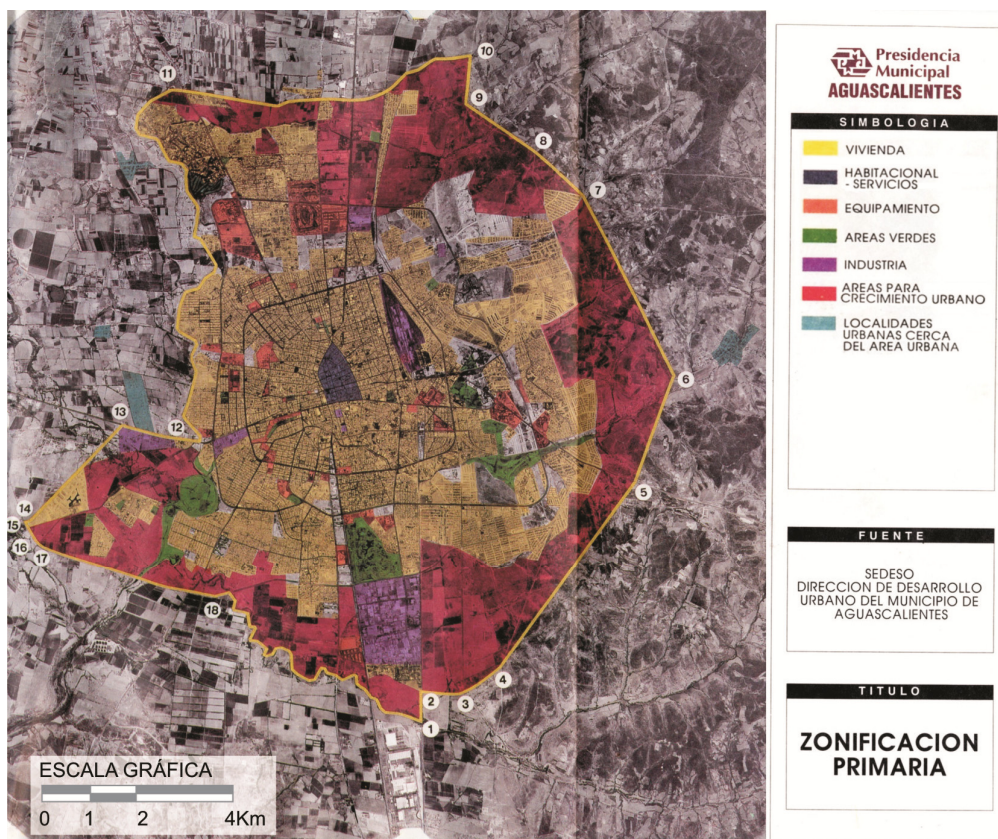 10
11
9
8
7
6
13
12
5
14
15
16
17
18
4
2
3
1
ESCALA GRÁFICA
0 1 2 4Km
Presidencia
Municipal
AGUASCALIENTES
SIMBOLOGIA
VIVIENDA
HABITACIONAL
- SERVICIOS
EQUIPAMIENTO
AREAS VERDES
INDUSTRIA
AREAS PARA
CRECIMIENTO URBANO
LOCALIDADES
URBANAS CERCA
DEL AREA URBANA
FUENTE
SEDESO
DIRECCION DE DESARROLLO
URBANO DEL MUNICIPIO DE
AGUASCALIENTES
TITULO
ZONIFICACION
PRIMARIA